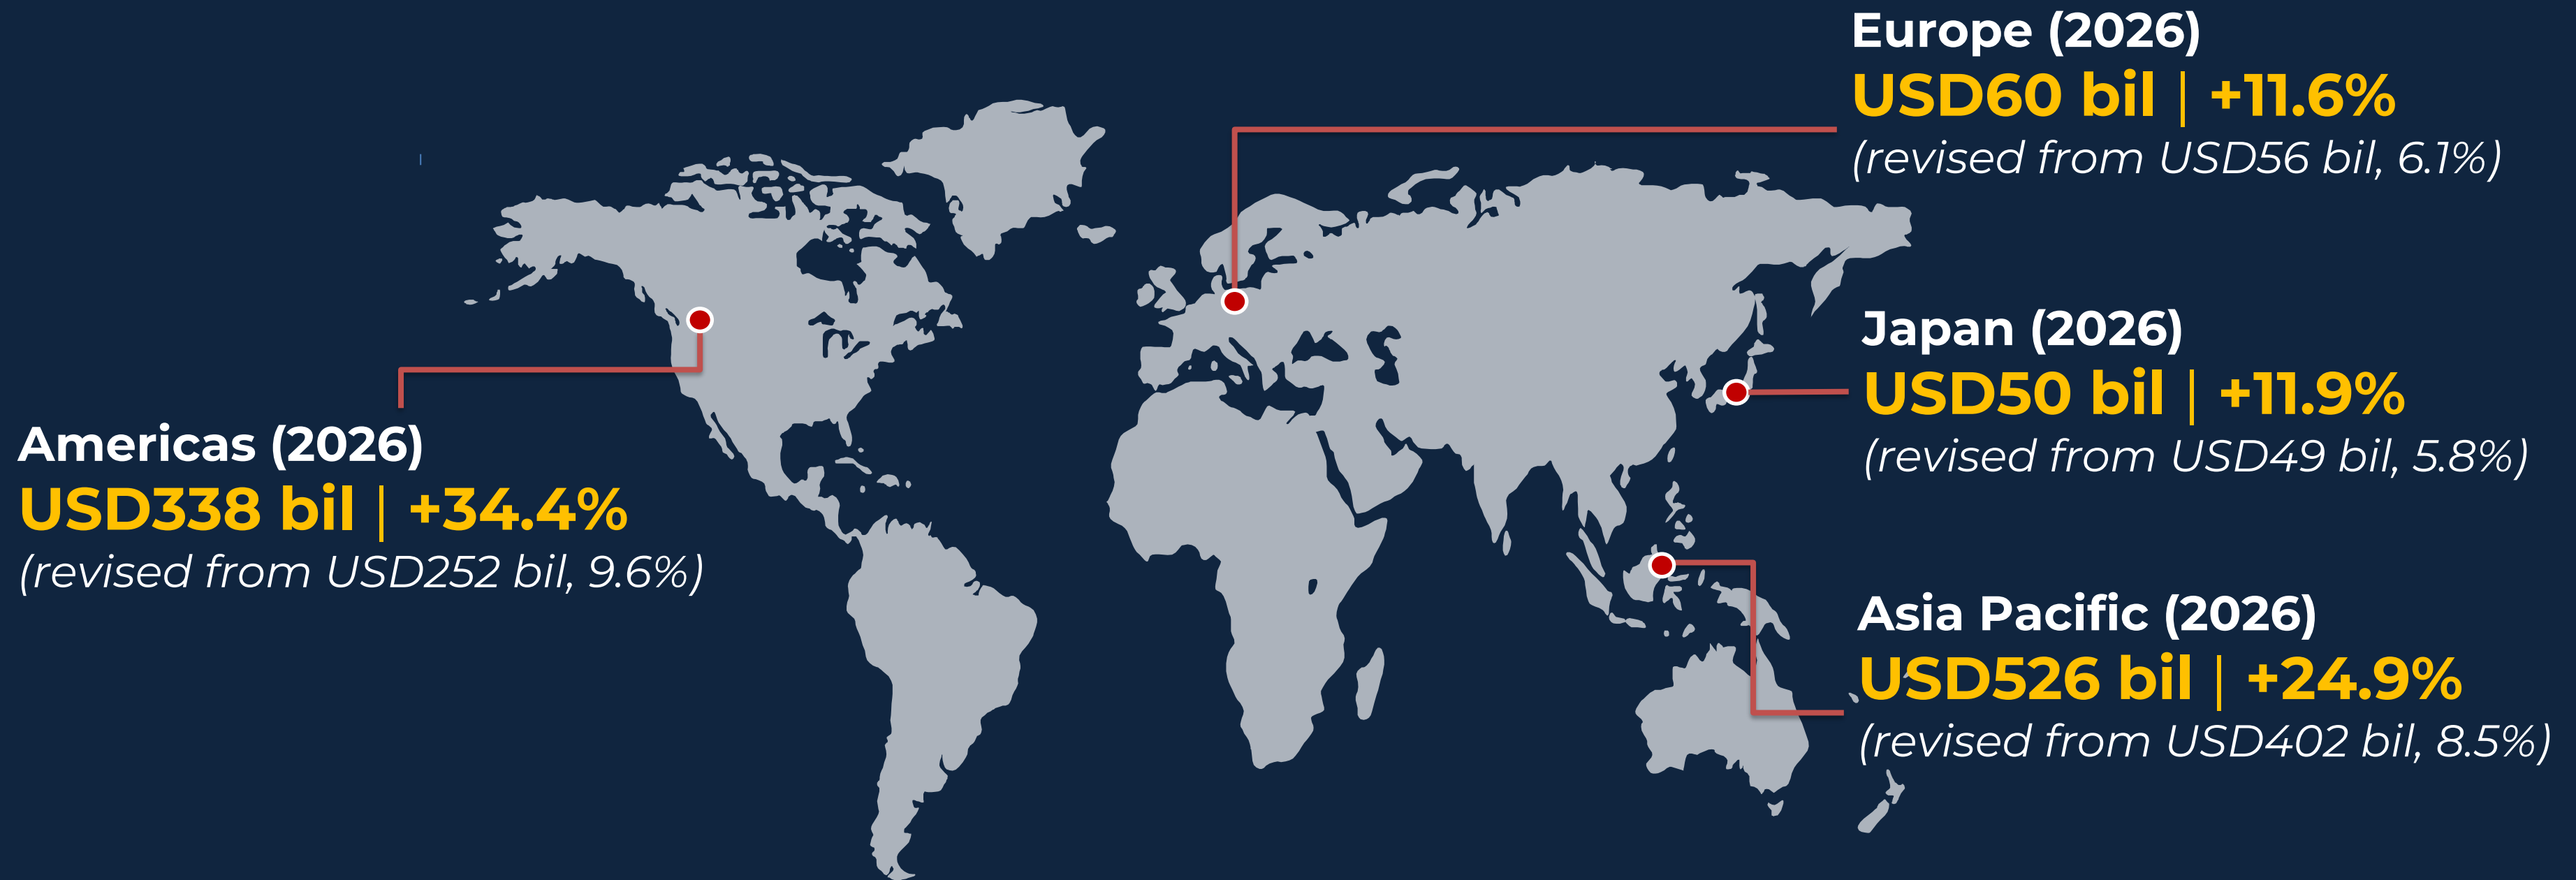 Europe (2026)
USD60 bil | +11.6%
(revised from USD56 bil, 6.1%)
Japan (2026)
USD50 bil | +11.9%
(revised from USD49 bil, 5.8%)
Americas (2026)
USD338 bil | +34.4%
(revised from USD252 bil, 9.6%)
Asia Pacific (2026)
USD526 bil | +24.9%
(revised from USD402 bil, 8.5%)